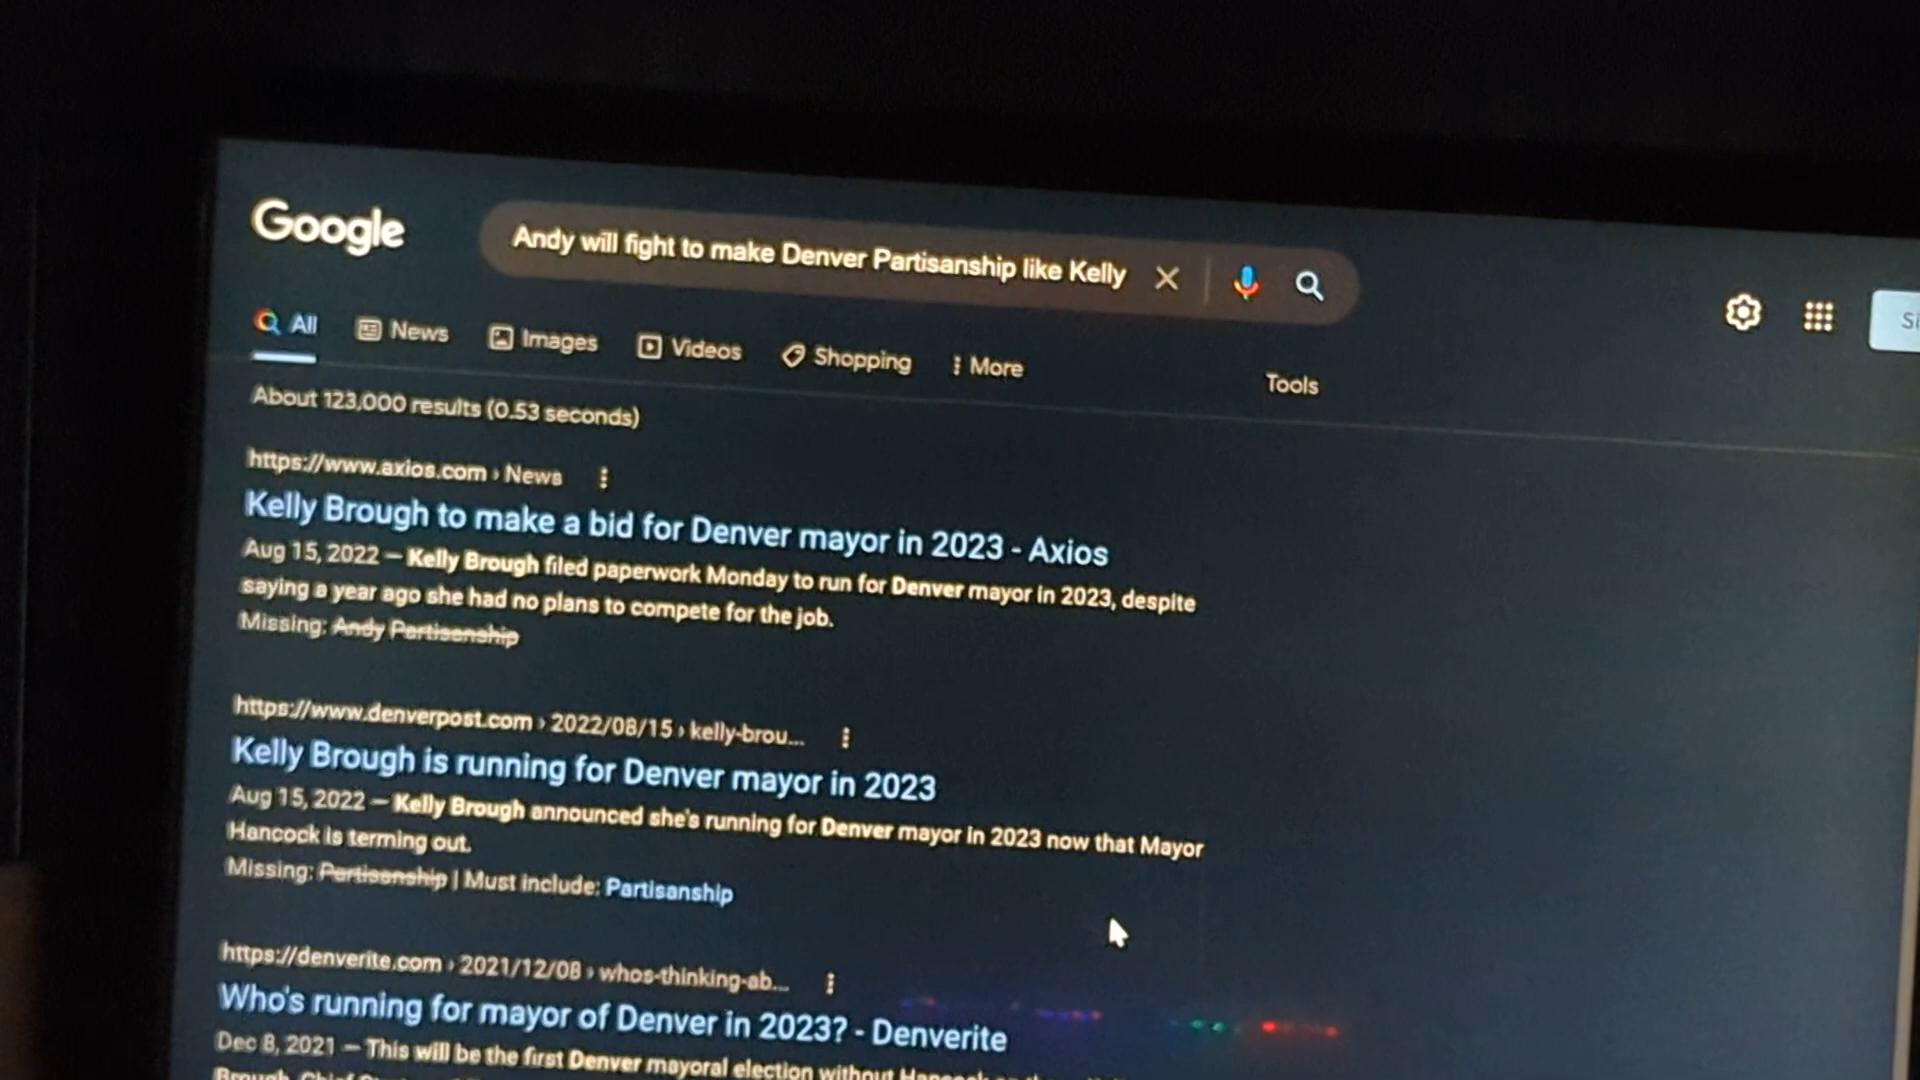 Google
Andy will fight to make Denver Partisanship like Kelly
All News Images Videos Shopping More Tools
About 123,000 results (0.53 seconds)
https://www.axios.com › News
Kelly Brough to make a bid for Denver mayor in 2023 - Axios
Aug 15, 2022 — Kelly Brough filed paperwork Monday to run for Denver mayor in 2023, despite
saying a year ago she had no plans to compete for the job.
Missing: Andy Partisanship
https://www.denverpost.com › 2022/08/15 › kelly-brou...
Kelly Brough is running for Denver mayor in 2023
Aug 15, 2022 — Kelly Brough announced she's running for Denver mayor in 2023 now that Mayor
Hancock is terming out.
Missing: Partisanship | Must include: Partisanship
https://denverite.com › 2021/12/08 › whos-thinking-ab...
Who's running for mayor of Denver in 2023? - Denverite
Dec 8, 2021 — This will be the first Denver mayoral election without